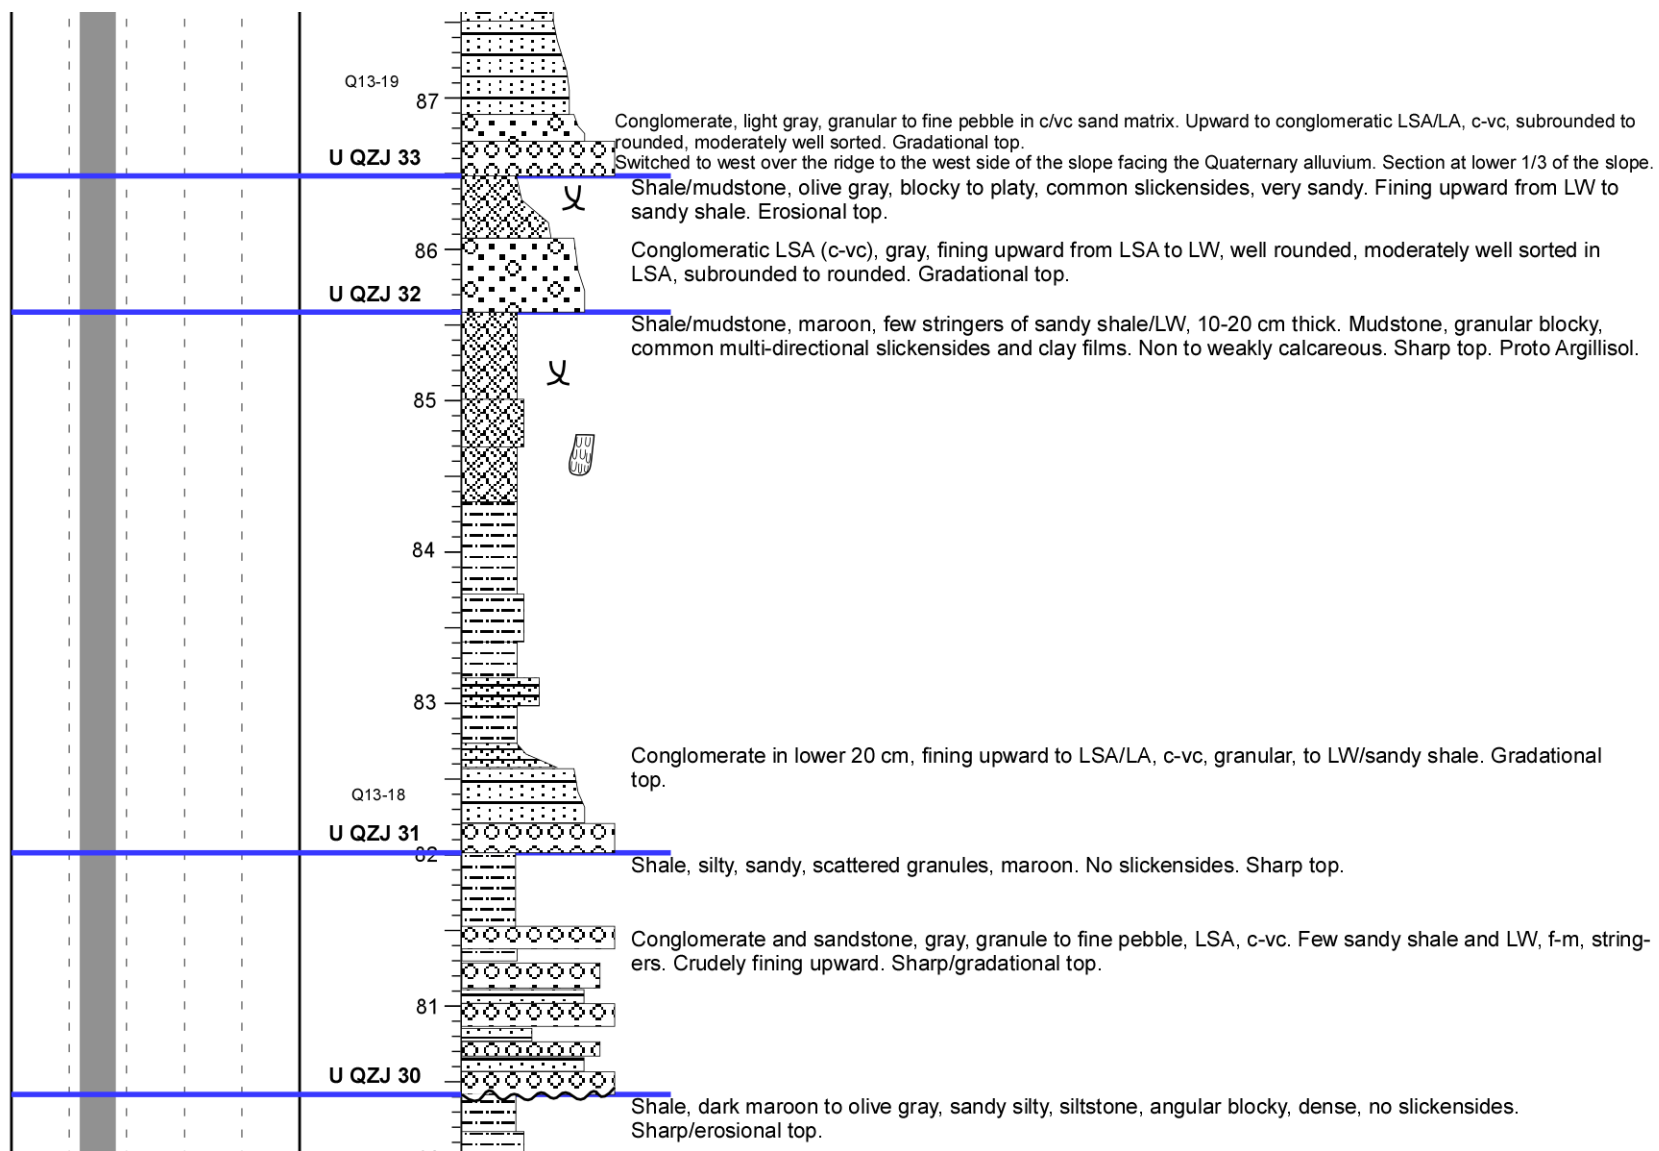 Q13-19
87
Conglomerate, light gray, granular to fine pebble in c/vc sand matrix. Upward to conglomeratic LSA/LA, c-vc, subrounded to
rounded, moderately well sorted. Gradational top.
U QZJ 33
Switched to west over the ridge to the west side of the slope facing the Quaternary alluvium. Section at lower 1/3 of the slope.
Shale/mudstone, olive gray, blocky to platy, common slickensides, very sandy. Fining upward from LW to
sandy shale. Erosional top.
86
Conglomeratic LSA (c-vc), gray, fining upward from LSA to LW, well rounded, moderately well sorted in
LSA, subrounded to rounded. Gradational top.
U QZJ 32
Shale/mudstone, maroon, few stringers of sandy shale/LW, 10-20 cm thick. Mudstone, granular blocky,
common multi-directional slickensides and clay films. Non to weakly calcareous. Sharp top. Proto Argillisol.
85
84
83
Conglomerate in lower 20 cm, fining upward to LSA/LA, c-vc, granular, to LW/sandy shale. Gradational
top.
Q13-18
U QZJ 31
82
Shale, silty, sandy, scattered granules, maroon. No slickensides. Sharp top.
Conglomerate and sandstone, gray, granule to fine pebble, LSA, c-vc. Few sandy shale and LW, f-m, string-
ers. Crudely fining upward. Sharp/gradational top.
81
U QZJ 30
Shale, dark maroon to olive gray, sandy silty, siltstone, angular blocky, dense, no slickensides.
Sharp/erosional top.